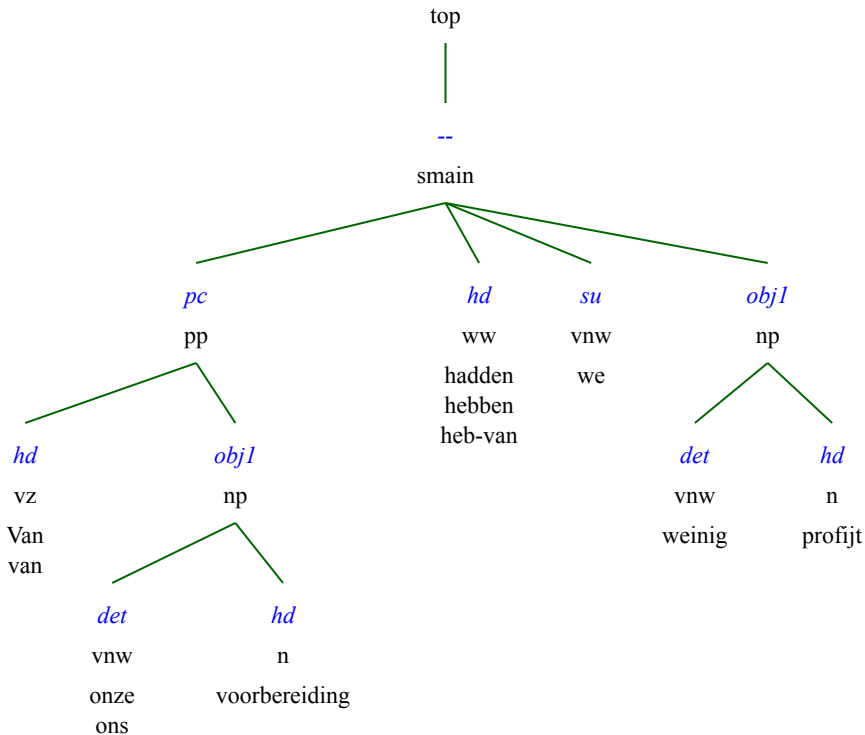 top
--
smain
pc hd su obj1
pp ww vnw np
hadden we
hebben
heb-van
hd obj1 det hd
vz np vnw n
Van weinig profijt
van
det hd
vnw n
onze voorbereiding
ons